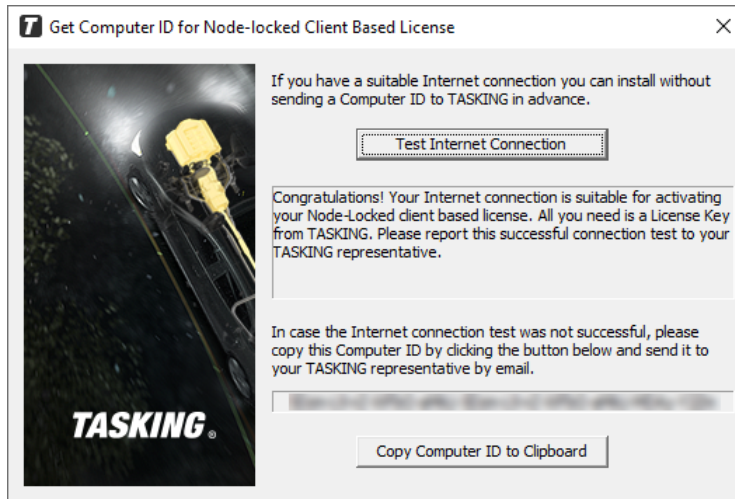 T Get Computer ID for Node-locked Client Based License
If you have a suitable Internet connection you can install without
sending a Computer ID to TASKING in advance.
Test Internet Connection
Congratulations! Your Internet connection is suitable for activating
your Node-Locked client based license. All you need is a License Key
from TASKING. Please report this successful connection test to your
TASKING representative.
In case the Internet connection test was not successful, please
copy this Computer ID by clicking the button below and send it to
your TASKING representative by email.
TASKING®
Copy Computer ID to Clipboard